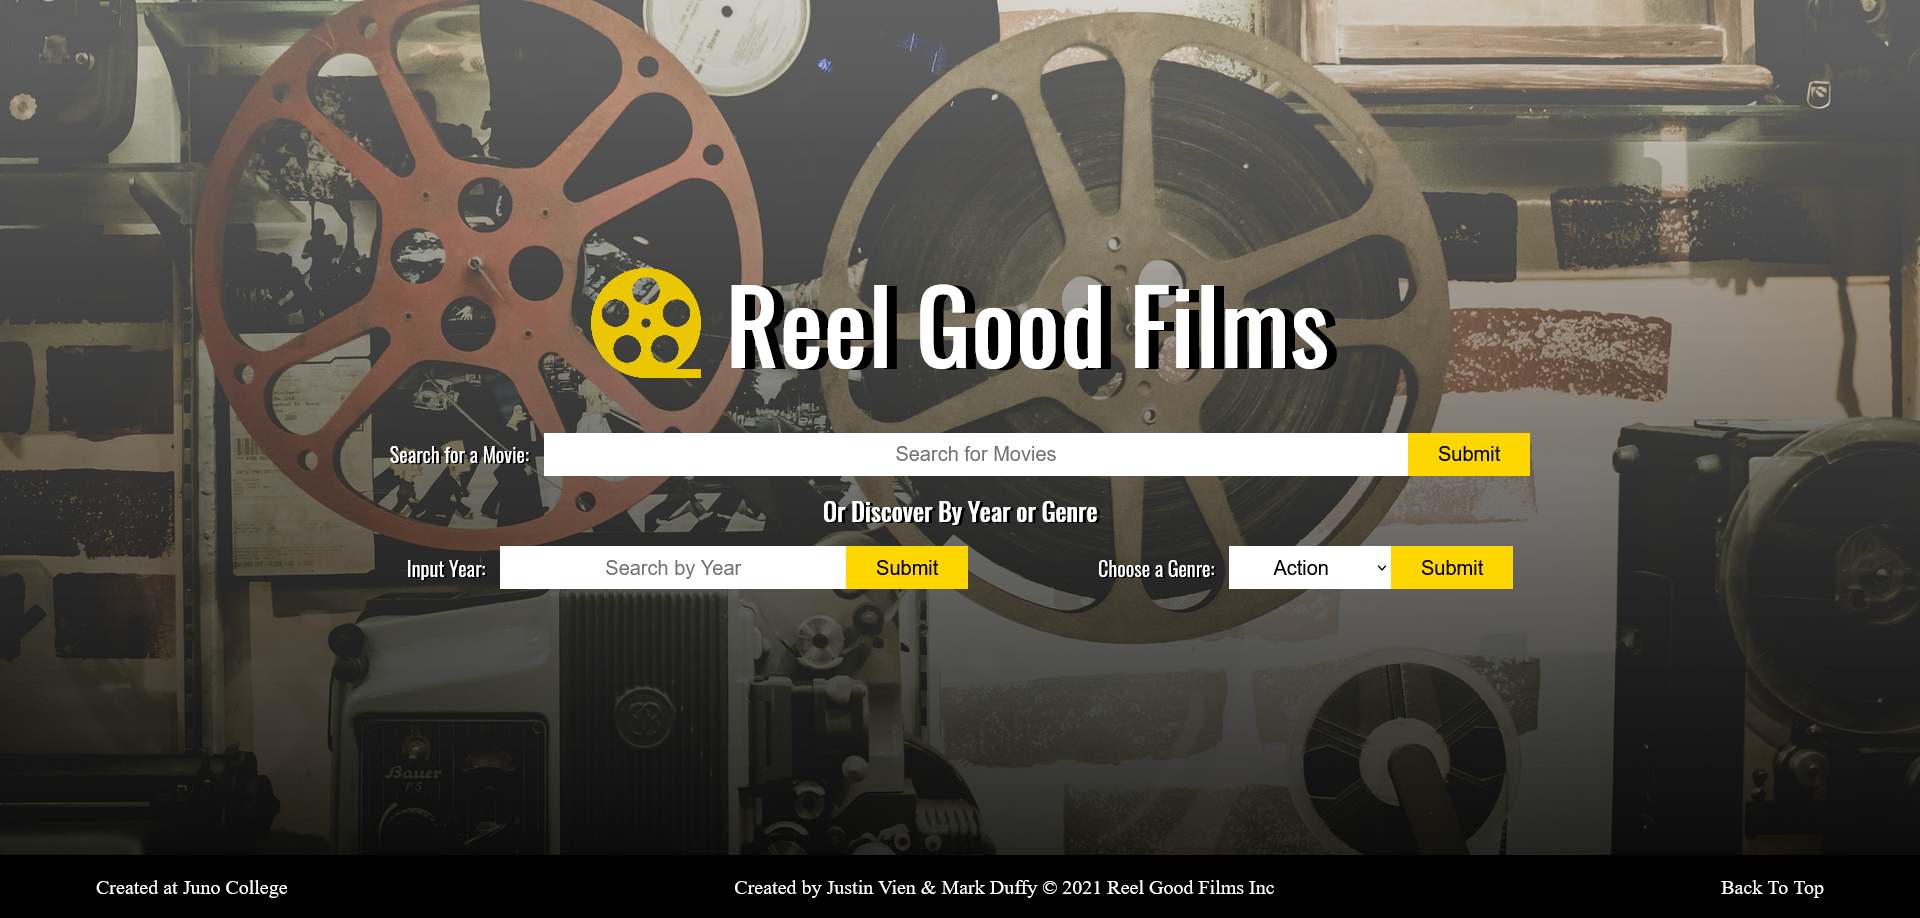 Stereo
Reel Good Films
Search for a Movie: Search for Movies Submit
Or Discover By Year or Genre
Input Year: Search by Year Submit Choose a Genre: Action Submit
Bauer
P5
Created at Juno College Created by Justin Vien & Mark Duffy © 2021 Reel Good Films Inc Back To Top